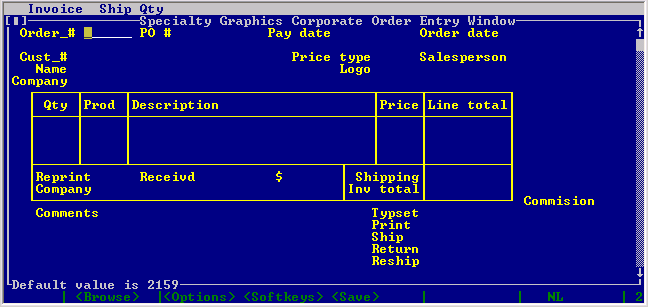 Invoice Ship Qty
[■] Specialty Graphics Corporate Order Entry Window
Order_# PO # Pay date Order date
Cust_# Price type Salesperson
Name Logo
Company
Qty Prod Description Price Line total
Reprint Receivd $ Shipping
Company Inv total
Commision
Comments Typset
Print
Ship
Return
Reship
Default value is 2159
<Browse> <Options> <Softkeys> <Save> NL 2